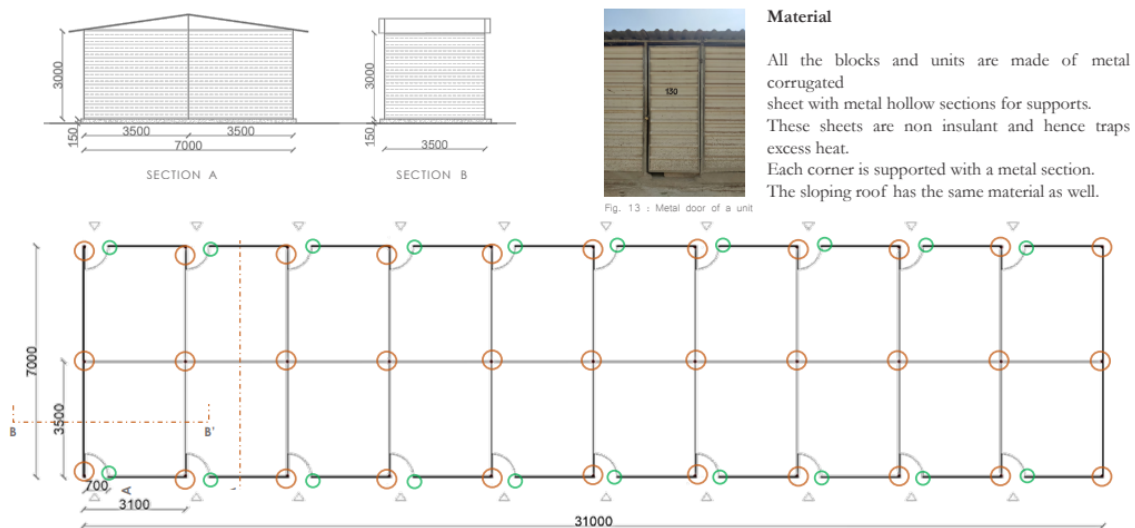 3000
150
3500
3500
7000
SECTION A
3000
150
3500
SECTION B
130
Fig. 13 : Metal door of a unit
Material
All the blocks and units are made of metal
corrugated
sheet with metal hollow sections for supports.
These sheets are non insulant and hence traps
excess heat.
Each corner is supported with a metal section.
The sloping roof has the same material as well.
7000
3500
B
B'
700
A
3100
31000